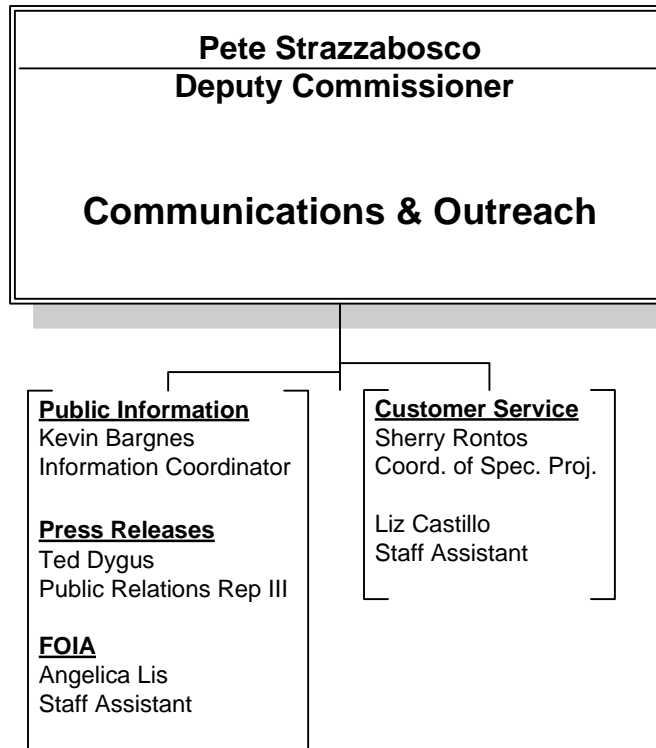 Pete Strazzabosco
Deputy Commissioner
Communications & Outreach
Public Information
Kevin Bargnes
Information Coordinator
Press Releases
Ted Dygus
Public Relations Rep III
FOIA
Angelica Lis
Staff Assistant
Customer Service
Sherry Rontos
Coord. of Spec. Proj.
Liz Castillo
Staff Assistant